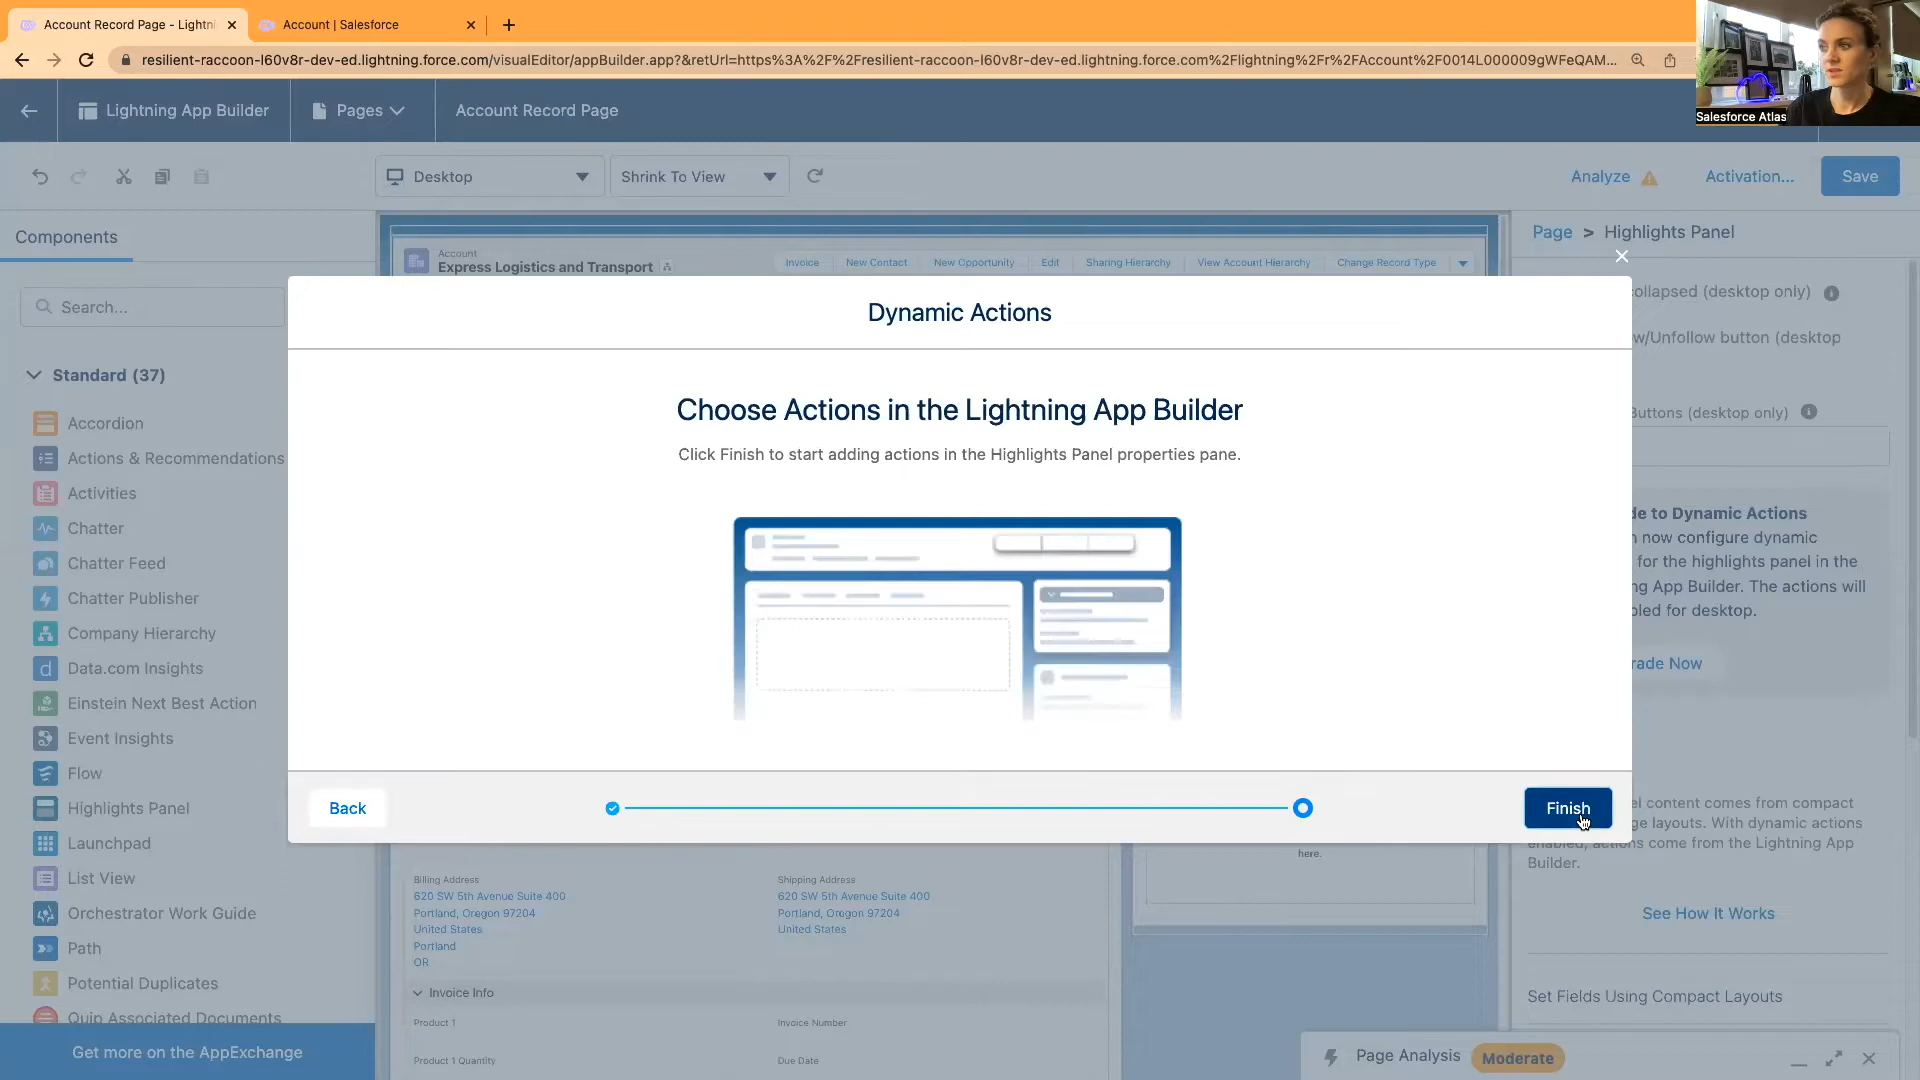 Account Record Page - Lightni
Account | Salesforce
resilient-raccoon-l60v8r-dev-ed.lightning.force.com/visualEditor/appBuilder.app?&retUrl=https%3A%2F%2Fresilient-raccoon-l60v8r-dev-ed.lightning.force.com%2Flightning%2Fr%2FAccount%2F0014L000009gWFeQAM...
Salesforce Atlas
Lightning App Builder
Pages
Account Record Page
Desktop
Shrink To View
Analyze
Activation...
Save
Components
Search...
Standard (37)
Accordion
Actions & Recommendations
Activities
Chatter
Chatter Feed
Chatter Publisher
Company Hierarchy
Data.com Insights
Einstein Next Best Action
Event Insights
Flow
Highlights Panel
Launchpad
List View
Orchestrator Work Guide
Path
Potential Duplicates
Quip Associated Documents
Get more on the AppExchange
Account
Express Logistics and Transport
Invoice
New Contact
New Opportunity
Edit
Sharing Hierarchy
View Account Hierarchy
Change Record Type
Dynamic Actions
Choose Actions in the Lightning App Builder
Click Finish to start adding actions in the Highlights Panel properties pane.
Back
Finish
here.
Billing Address
620 SW 5th Avenue Suite 400
Portland, Oregon 97204
United States
Portland
OR
Shipping Address
620 SW 5th Avenue Suite 400
Portland, Oregon 97204
United States
Invoice Info
Product 1
Invoice Number
Product 1 Quantity
Due Date
Page > Highlights Panel
collapsed (desktop only)
w/Unfollow button (desktop
Buttons (desktop only)
de to Dynamic Actions
n now configure dynamic
for the highlights panel in the
ng App Builder. The actions will
bled for desktop.
rade Now
el content comes from compact
ge layouts. With dynamic actions
enabled, actions come from the Lightning App
Builder.
See How It Works
Set Fields Using Compact Layouts
Page Analysis
Moderate